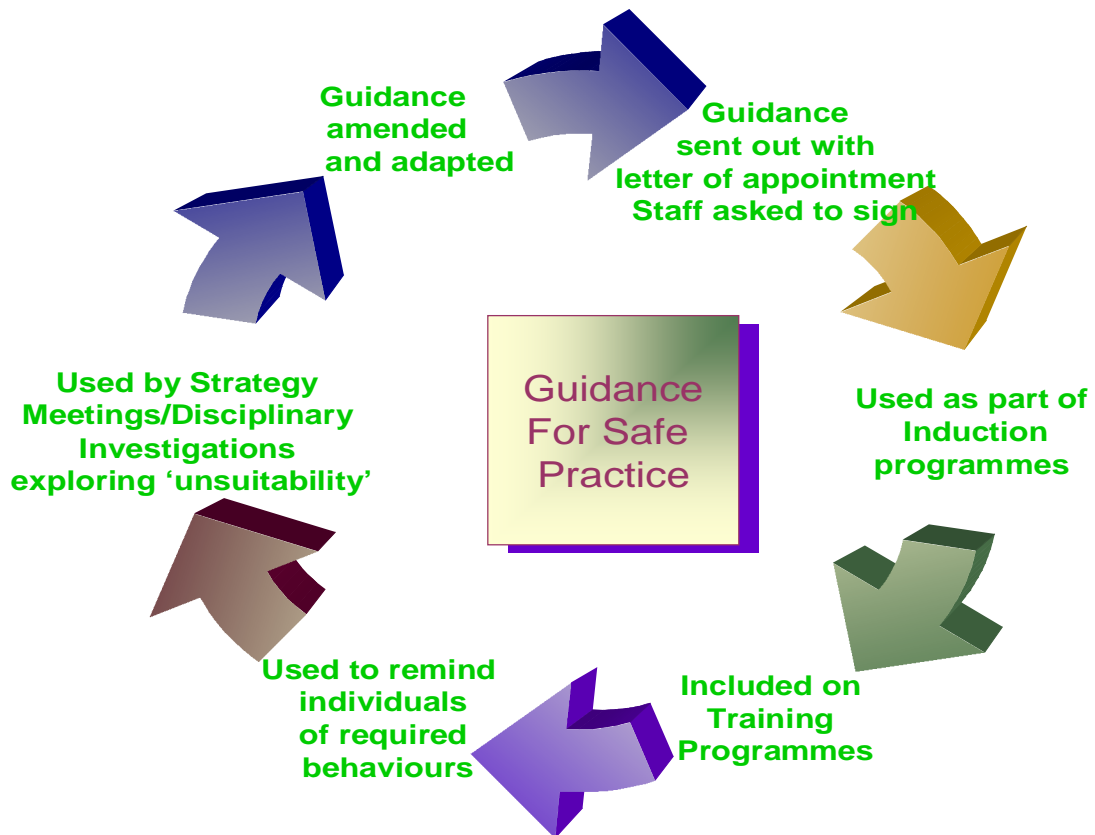 Guidance
amended
and adapted
Guidance
sent out with
letter of appointment
Staff asked to sign
Used as part of
Induction
programmes
Included on
Training
Programmes
Used to remind
individuals
of required
behaviours
Used by Strategy
Meetings/Disciplinary
Investigations
exploring ‘unsuitability’
Guidance
For Safe
Practice